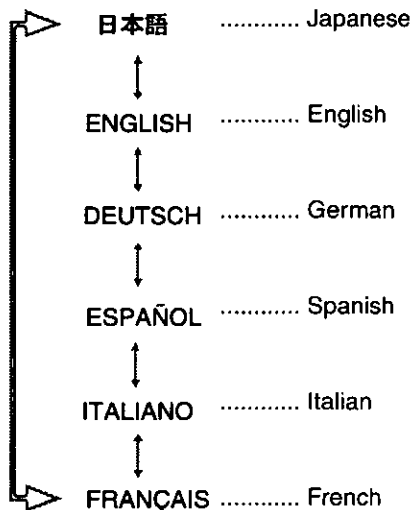 日本語 ............ Japanese
ENGLISH ............ English
DEUTSCH ............ German
ESPAÑOL ............ Spanish
ITALIANO ............ Italian
FRANÇAIS ............ French